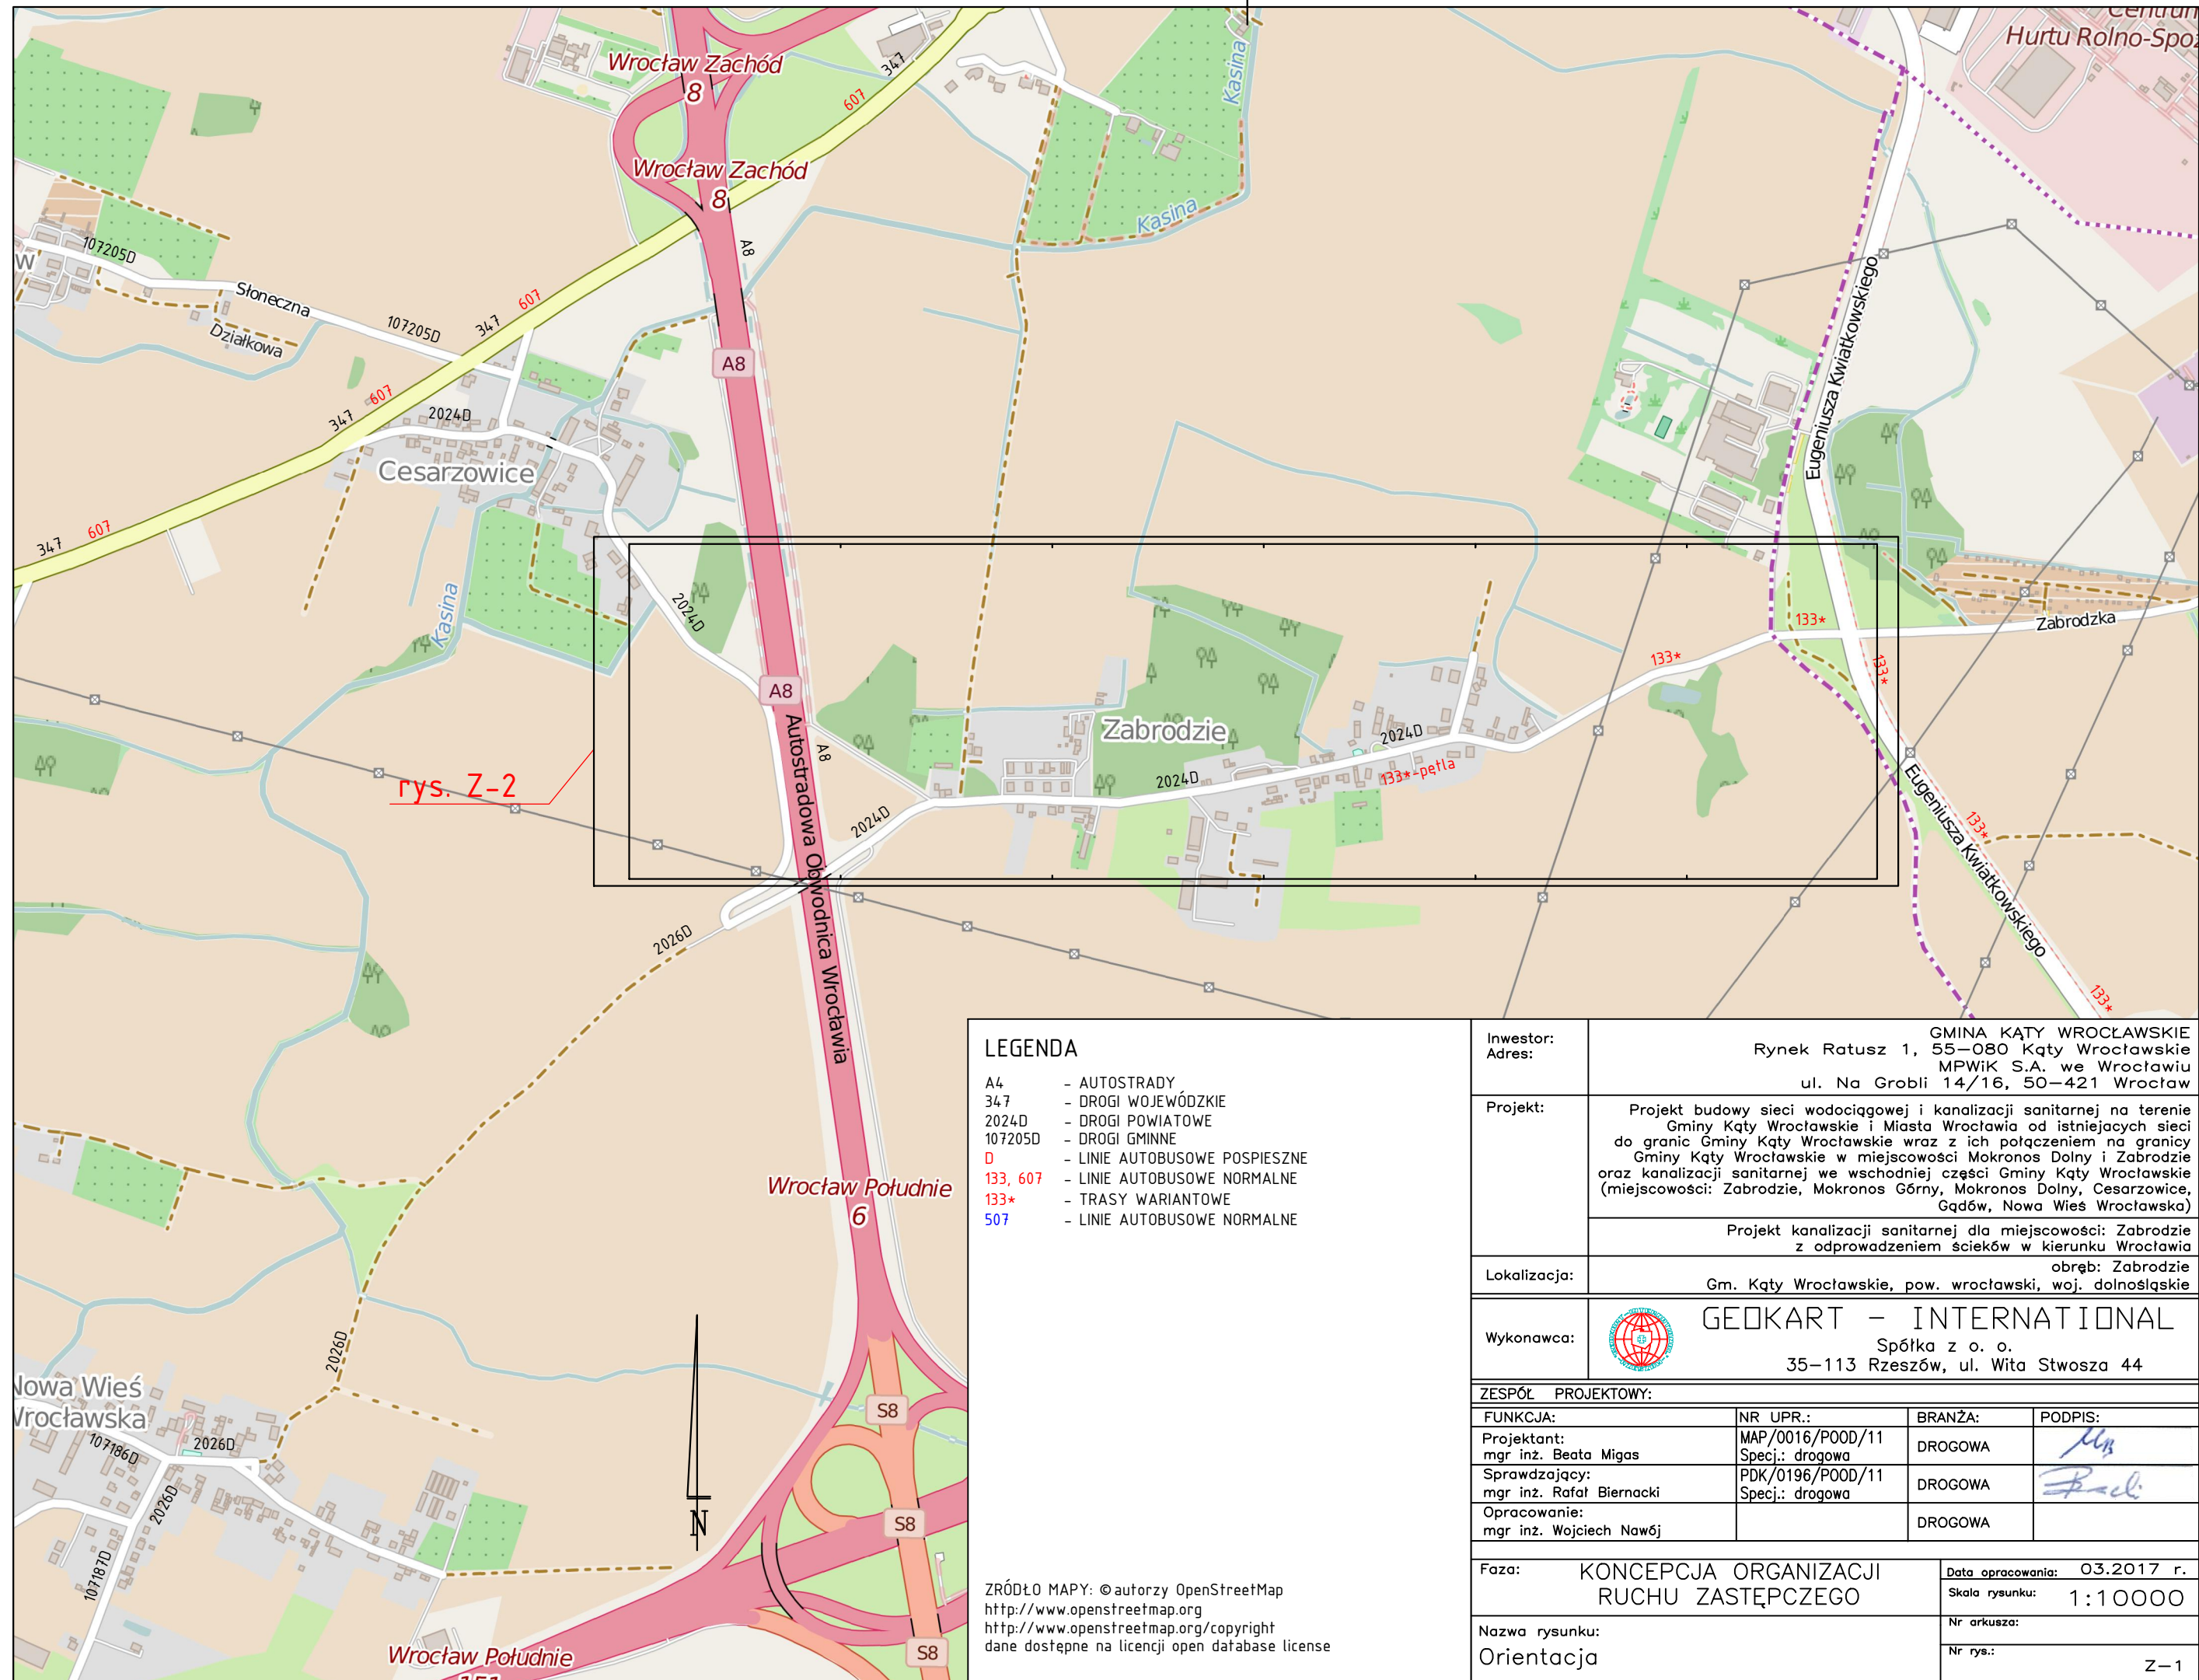 Centrum
Hurtu Rolno-Spoż
Wrocław Zachód
8
347
607
Kasina
Wrocław Zachód
8
Kasina
A8
107205D
w
Słoneczna
Działkowa
107205D
347
607
A8
Eugeniusza Kwiatkowskiego
347
607
2024D
Cesarzowice
347
607
Kasina
2024D
133*
Zabrodzka
133*
133*
A8
Autostradowa Obwodnica Wrocławia
A8
Zabrodzie
2024D
133*-pętla
2024D
rys. Z-2
2024D
Eugeniusza Kwiatkowskiego
133*
2026D
133*
Wrocław Południe
6
2026D
Nowa Wieś
Wrocławska
107186D
2026D
2026D
107187D
S8
S8
S8
N
Wrocław Południe
151
LEGENDA
A4 - AUTOSTRADY
347 - DROGI WOJEWÓDZKIE
2024D - DROGI POWIATOWE
107205D - DROGI GMINNE
D - LINIE AUTOBUSOWE POSPIESZNE
133, 607 - LINIE AUTOBUSOWE NORMALNE
133* - TRASY WARIANTOWE
507 - LINIE AUTOBUSOWE NORMALNE
ZRÓDŁO MAPY: © autorzy OpenStreetMap
http://www.openstreetmap.org
http://www.openstreetmap.org/copyright
dane dostępne na licencji open database license
Inwestor:
Adres:
GMINA KĄTY WROCŁAWSKIE
Rynek Ratusz 1, 55-080 Kąty Wrocławskie
MPWiK S.A. we Wrocławiu
ul. Na Grobli 14/16, 50-421 Wrocław
Projekt:
Projekt budowy sieci wodociągowej i kanalizacji sanitarnej na terenie
Gminy Kąty Wrocławskie i Miasta Wrocławia od istniejacych sieci
do granic Gminy Kąty Wrocławskie wraz z ich połączeniem na granicy
Gminy Kąty Wrocławskie w miejscowości Mokronos Dolny i Zabrodzie
oraz kanalizacji sanitarnej we wschodniej części Gminy Kąty Wrocławskie
(miejscowości: Zabrodzie, Mokronos Górny, Mokronos Dolny, Cesarzowice,
Gądów, Nowa Wieś Wrocławska)
Projekt kanalizacji sanitarnej dla miejscowości: Zabrodzie
z odprowadzeniem ścieków w kierunku Wrocławia
Lokalizacja:
obręb: Zabrodzie
Gm. Kąty Wrocławskie, pow. wrocławski, woj. dolnośląskie
Wykonawca:
GEOKART - INTERNATIONAL
Spółka z o. o.
35-113 Rzeszów, ul. Wita Stwosza 44
ZESPÓŁ PROJEKTOWY:
FUNKCJA: NR UPR.: BRANŻA: PODPIS:
Projektant:
mgr inż. Beata Migas
MAP/0016/POOD/11
Specj.: drogowa
DROGOWA
Sprawdzający:
mgr inż. Rafał Biernacki
PDK/0196/POOD/11
Specj.: drogowa
DROGOWA
Opracowanie:
mgr inż. Wojciech Nawój
DROGOWA
Faza: KONCEPCJA ORGANIZACJI
RUCHU ZASTĘPCZEGO
Data opracowania: 03.2017 r.
Skala rysunku: 1:10000
Nazwa rysunku:
Orientacja
Nr arkusza:
Nr rys.: Z-1